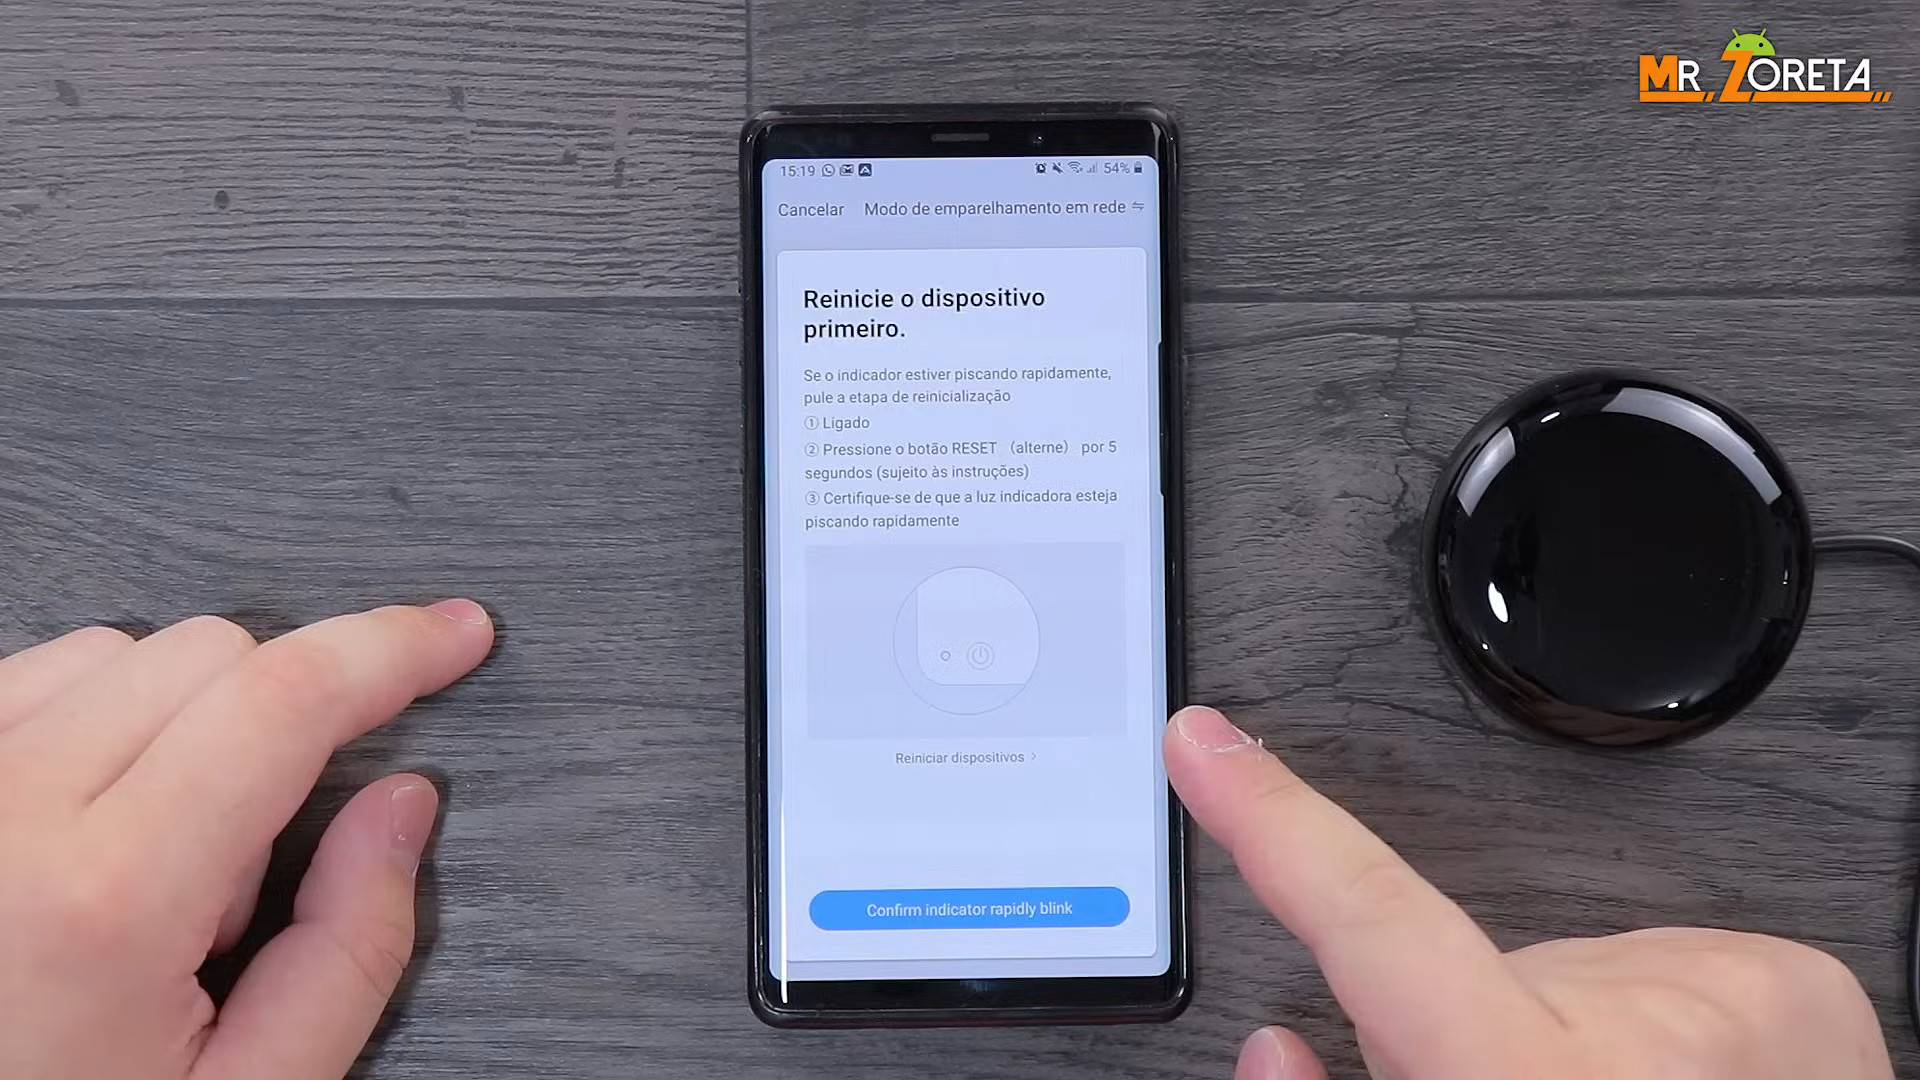 MR. ZORETA
15:19
54%
Cancelar Modo de emparelhamento em rede
Reinicie o dispositivo
primeiro.
Se o indicador estiver piscando rapidamente,
pule a etapa de reinicialização
① Ligado
② Pressione o botão RESET （alterne） por 5
segundos (sujeito às instruções)
③ Certifique-se de que a luz indicadora esteja
piscando rapidamente
Reiniciar dispositivos >
Confirm indicator rapidly blink